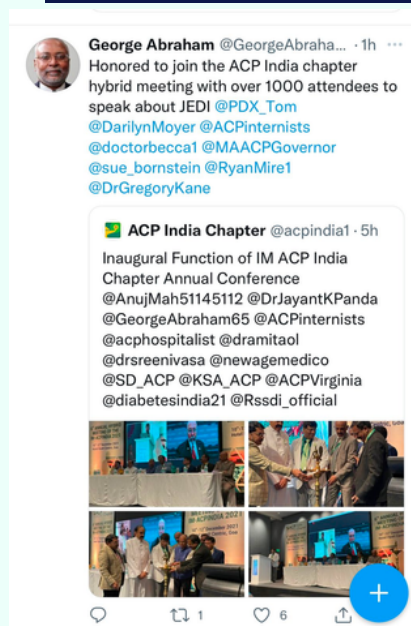 George Abraham @GeorgeAbraha... · 1h
Honored to join the ACP India chapter
hybrid meeting with over 1000 attendees to
speak about JEDI @PDX_Tom
@DarilynMoyer @ACPinternists
@doctorbecca1 @MAACPGovernor
@sue_bornstein @RyanMire1
@DrGregoryKane
ACP India Chapter @acpindia1 · 5h
Inaugural Function of IM ACP India
Chapter Annual Conference
@AnujMah51145112 @DrJayantKPanda
@GeorgeAbraham65 @ACPinternists
@acphospitalist @dramitaol
@drsreenivasa @newagemedico
@SD_ACP @KSA_ACP @ACPVirginia
@diabetesindia21 @Rssdi_official
IM-ACPINDIA 2021
1
6